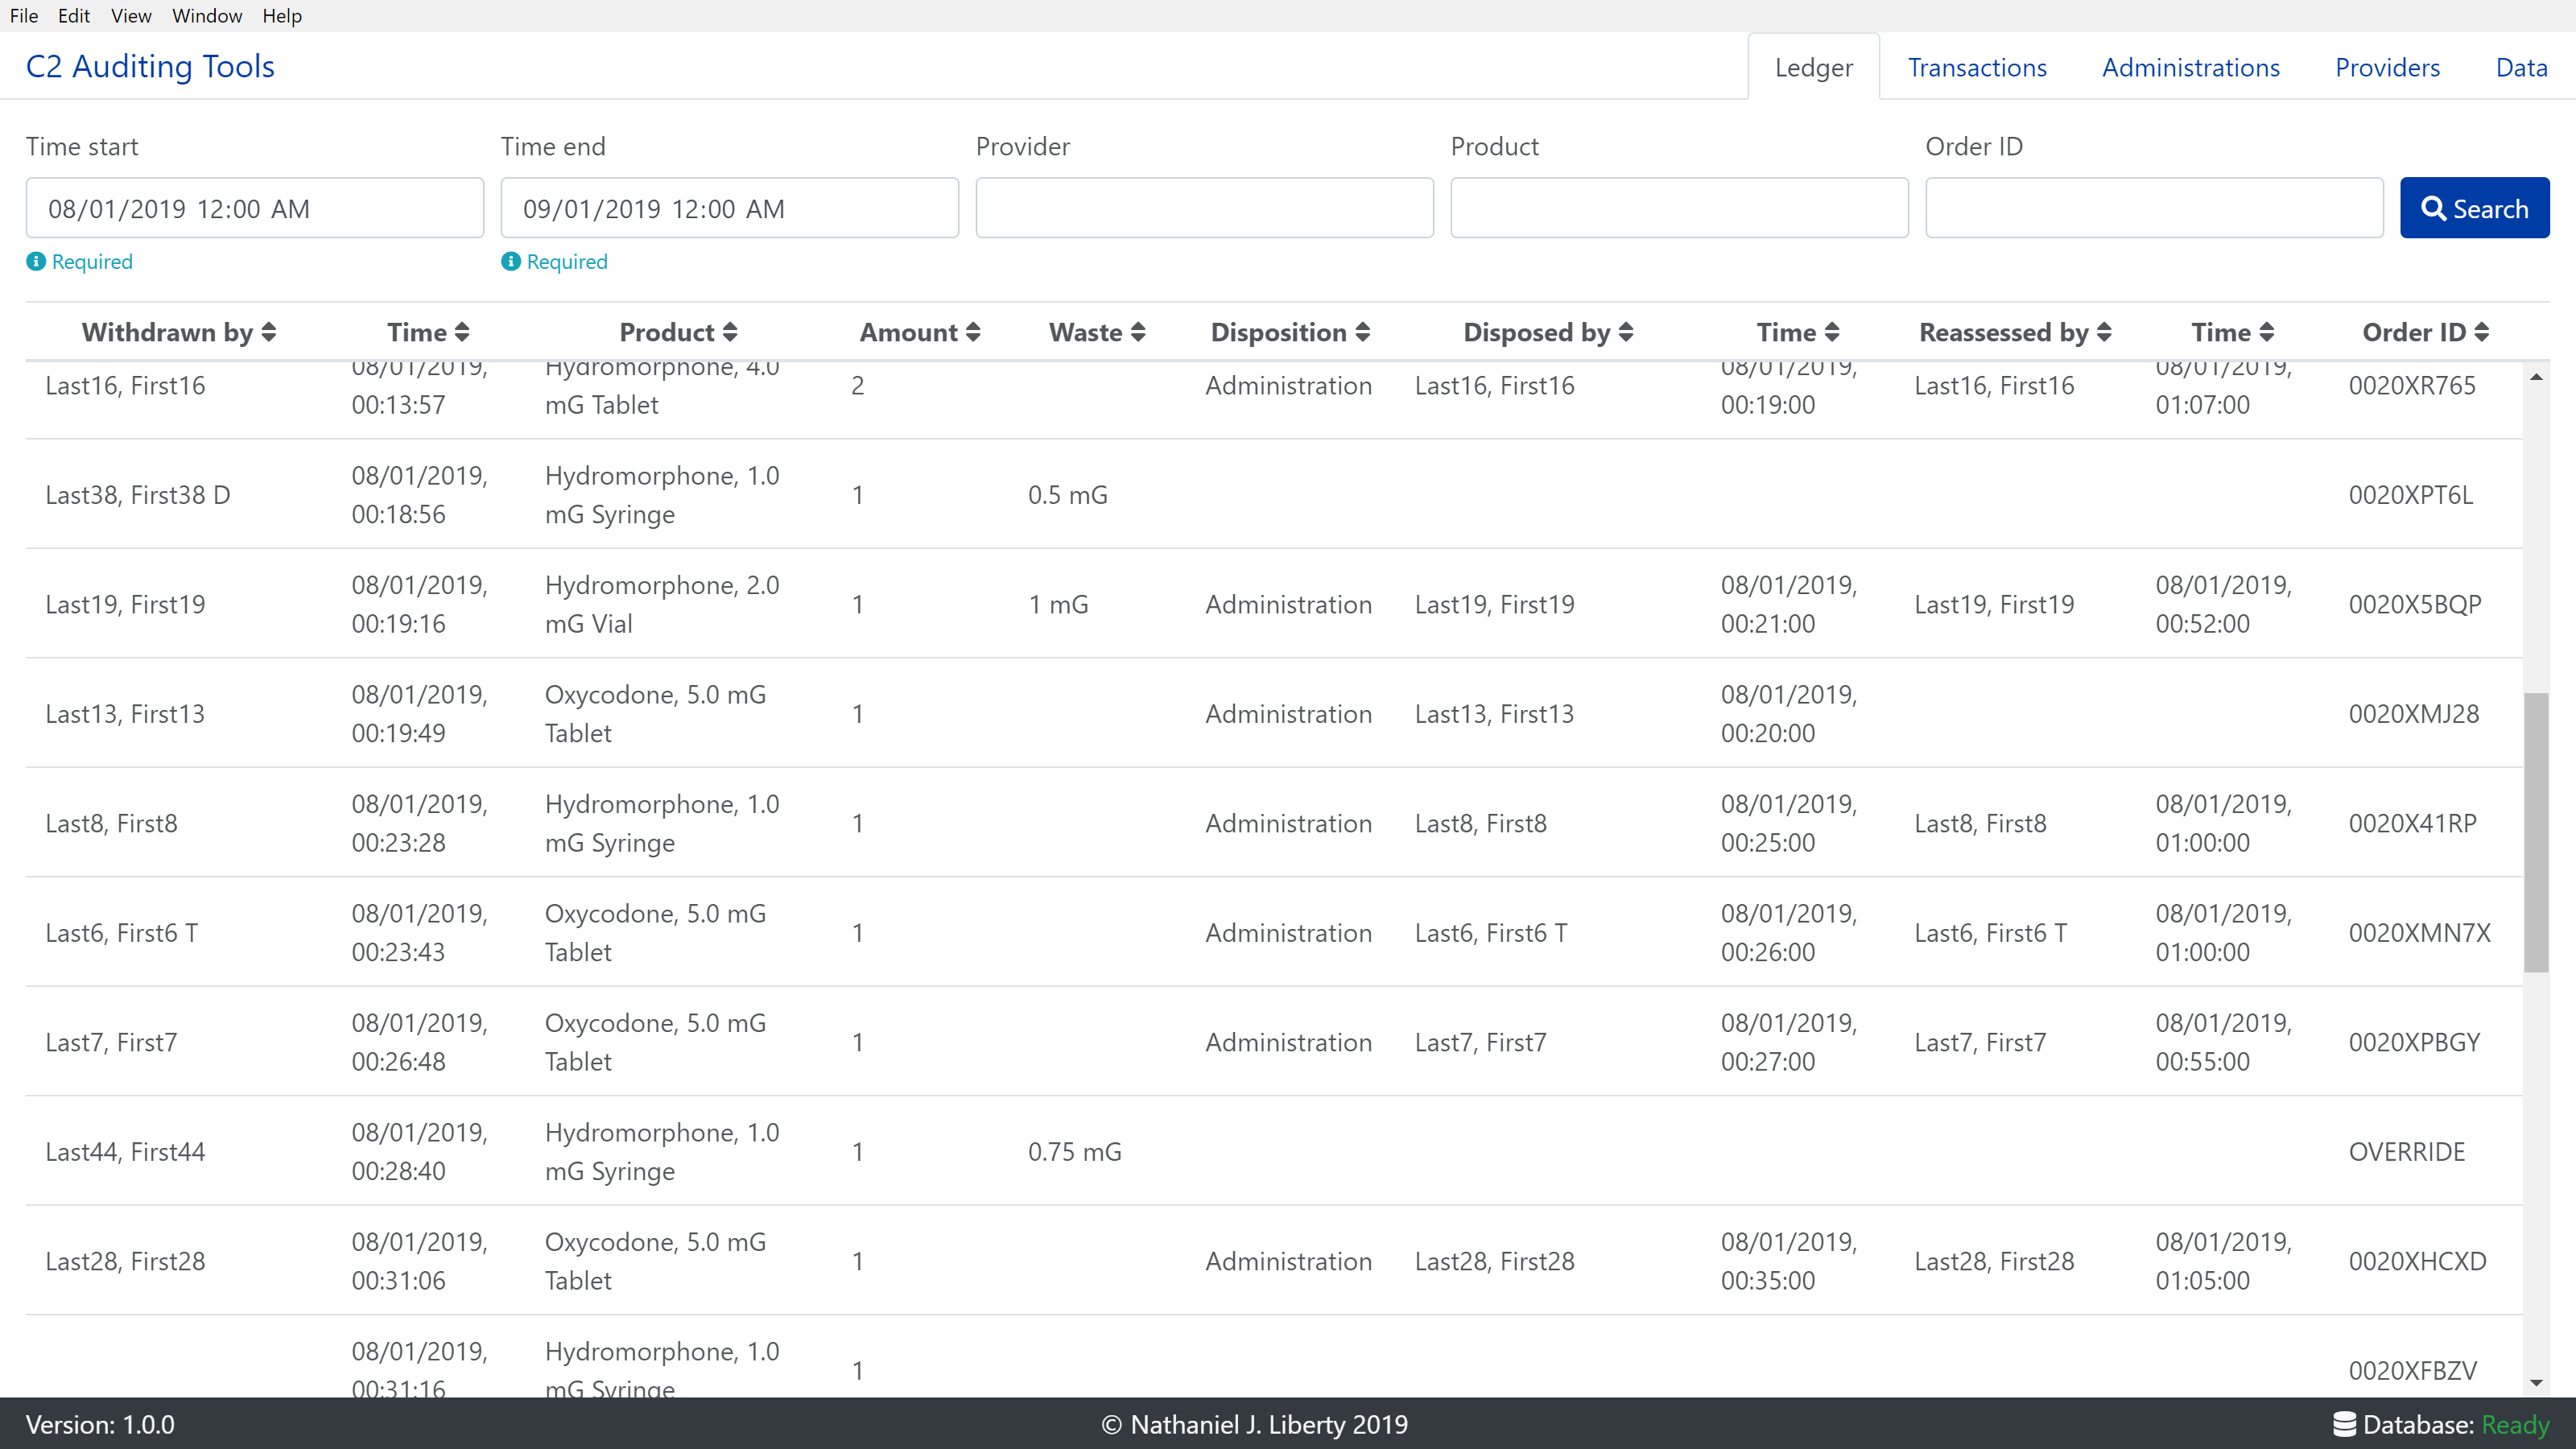 File Edit View Window Help
C2 Auditing Tools
Ledger Transactions Administrations Providers Data
Time start Time end Provider Product Order ID
08/01/2019 12:00 AM 09/01/2019 12:00 AM Search
Required Required
Withdrawn by Time Product Amount Waste Disposition Disposed by Time Reassessed by Time Order ID
08/01/2019, Hydromorphone, 4.0 08/01/2019, 08/01/2019,
Last16, First16 2 Administration Last16, First16 Last16, First16 0020XR765
00:13:57 mG Tablet 00:19:00 01:07:00
08/01/2019, Hydromorphone, 1.0
Last38, First38 D 1 0.5 mG 0020XPT6L
00:18:56 mG Syringe
08/01/2019, Hydromorphone, 2.0 08/01/2019, 08/01/2019,
Last19, First19 1 1 mG Administration Last19, First19 Last19, First19 0020X5BQP
00:19:16 mG Vial 00:21:00 00:52:00
08/01/2019, Oxycodone, 5.0 mG 08/01/2019,
Last13, First13 1 Administration Last13, First13 0020XMJ28
00:19:49 Tablet 00:20:00
08/01/2019, Hydromorphone, 1.0 08/01/2019, 08/01/2019,
Last8, First8 1 Administration Last8, First8 Last8, First8 0020X41RP
00:23:28 mG Syringe 00:25:00 01:00:00
08/01/2019, Oxycodone, 5.0 mG 08/01/2019, 08/01/2019,
Last6, First6 T 1 Administration Last6, First6 T Last6, First6 T 0020XMN7X
00:23:43 Tablet 00:26:00 01:00:00
08/01/2019, Oxycodone, 5.0 mG 08/01/2019, 08/01/2019,
Last7, First7 1 Administration Last7, First7 Last7, First7 0020XPBGY
00:26:48 Tablet 00:27:00 00:55:00
08/01/2019, Hydromorphone, 1.0
Last44, First44 1 0.75 mG OVERRIDE
00:28:40 mG Syringe
08/01/2019, Oxycodone, 5.0 mG 08/01/2019, 08/01/2019,
Last28, First28 1 Administration Last28, First28 Last28, First28 0020XHCXD
00:31:06 Tablet 00:35:00 01:05:00
08/01/2019, Hydromorphone, 1.0
1 0020XFBZV
00:31:16 mG Syringe
Version: 1.0.0 © Nathaniel J. Liberty 2019 Database: Ready